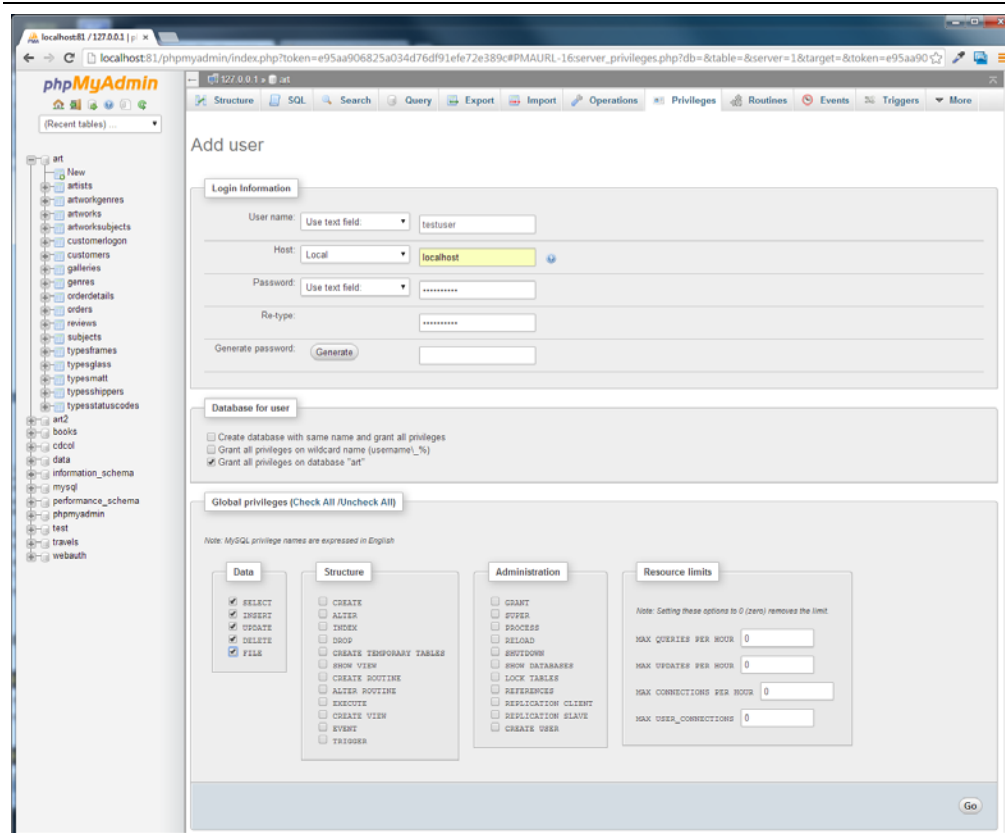 localhost:81 / 127.0.0.1 | p
localhost:81/phpmyadmin/index.php?token=e95aa906825a034d76df91efe72e389c#PMAURL-16:server_privileges.php?db=&table=&server=1&target=&token=e95aa90
phpMyAdmin
(Recent tables) ...
art
New
artists
artworkgenres
artworks
artworksubjects
customerlogon
customers
galleries
genres
orderdetails
orders
reviews
subjects
typesframes
typesglass
typesmatt
typesshippers
typesstatuscodes
art2
books
cdcol
data
information_schema
mysql
performance_schema
phpmyadmin
test
travels
webauth
127.0.0.1 » art
Structure SQL Search Query Export Import Operations Privileges Routines Events Triggers More
Add user
Login Information
User name: Use text field: testuser
Host: Local localhost
Password: Use text field: ••••••••••
Re-type: ••••••••••
Generate password: Generate
Database for user
Create database with same name and grant all privileges
Grant all privileges on wildcard name (username\_%)
Grant all privileges on database "art"
Global privileges (Check All /Uncheck All)
Note: MySQL privilege names are expressed in English
Data
SELECT
INSERT
UPDATE
DELETE
FILE
Structure
CREATE
ALTER
INDEX
DROP
CREATE TEMPORARY TABLES
SHOW VIEW
CREATE ROUTINE
ALTER ROUTINE
EXECUTE
CREATE VIEW
EVENT
TRIGGER
Administration
GRANT
SUPER
PROCESS
RELOAD
SHUTDOWN
SHOW DATABASES
LOCK TABLES
REFERENCES
REPLICATION CLIENT
REPLICATION SLAVE
CREATE USER
Resource limits
Note: Setting these options to 0 (zero) removes the limit.
MAX QUERIES PER HOUR 0
MAX UPDATES PER HOUR 0
MAX CONNECTIONS PER HOUR 0
MAX USER_CONNECTIONS 0
Go